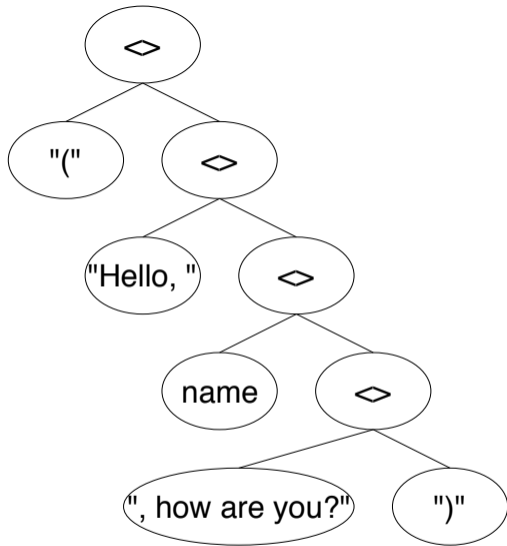 <>
"(" <>
"Hello, " <>
name <>
", how are you?" ")"